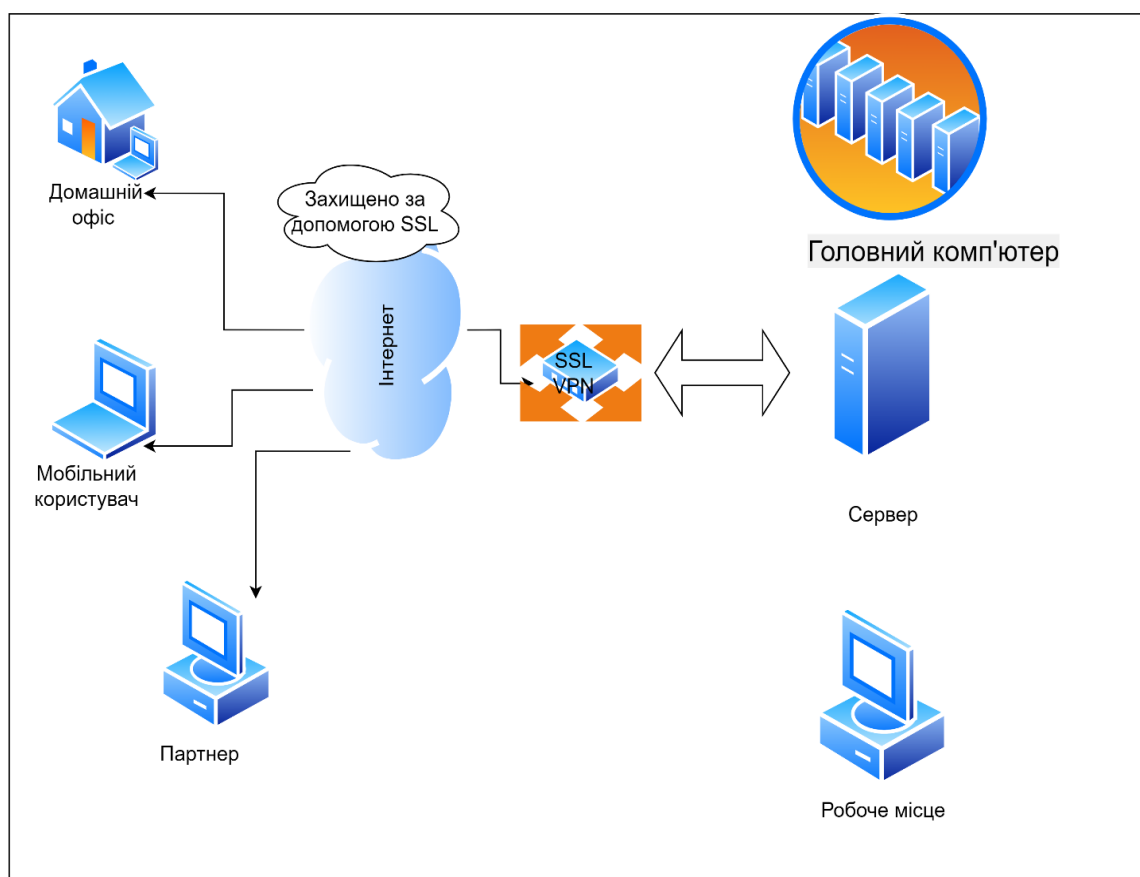 Домашній
офіс
Захищено за
допомогою SSL
Головний комп'ютер
Інтернет
SSL
VPN
Мобільний
користувач
Сервер
Партнер
Робоче місце